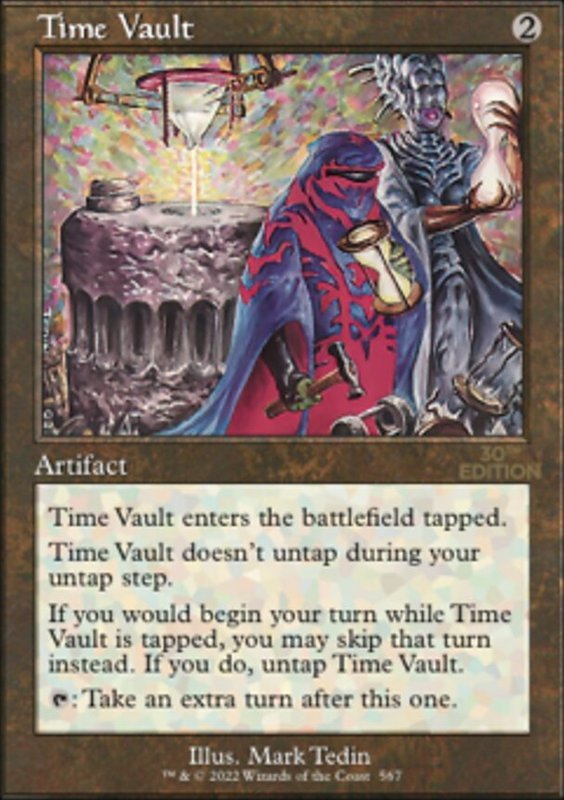 Time Vault
2
Artifact
30TH
EDITION
Time Vault enters the battlefield tapped.
Time Vault doesn't untap during your
untap step.
If you would begin your turn while Time
Vault is tapped, you may skip that turn
instead. If you do, untap Time Vault.
: Take an extra turn after this one.
Illus. Mark Tedin
™ & © 2022 Wizards of the Coast 567